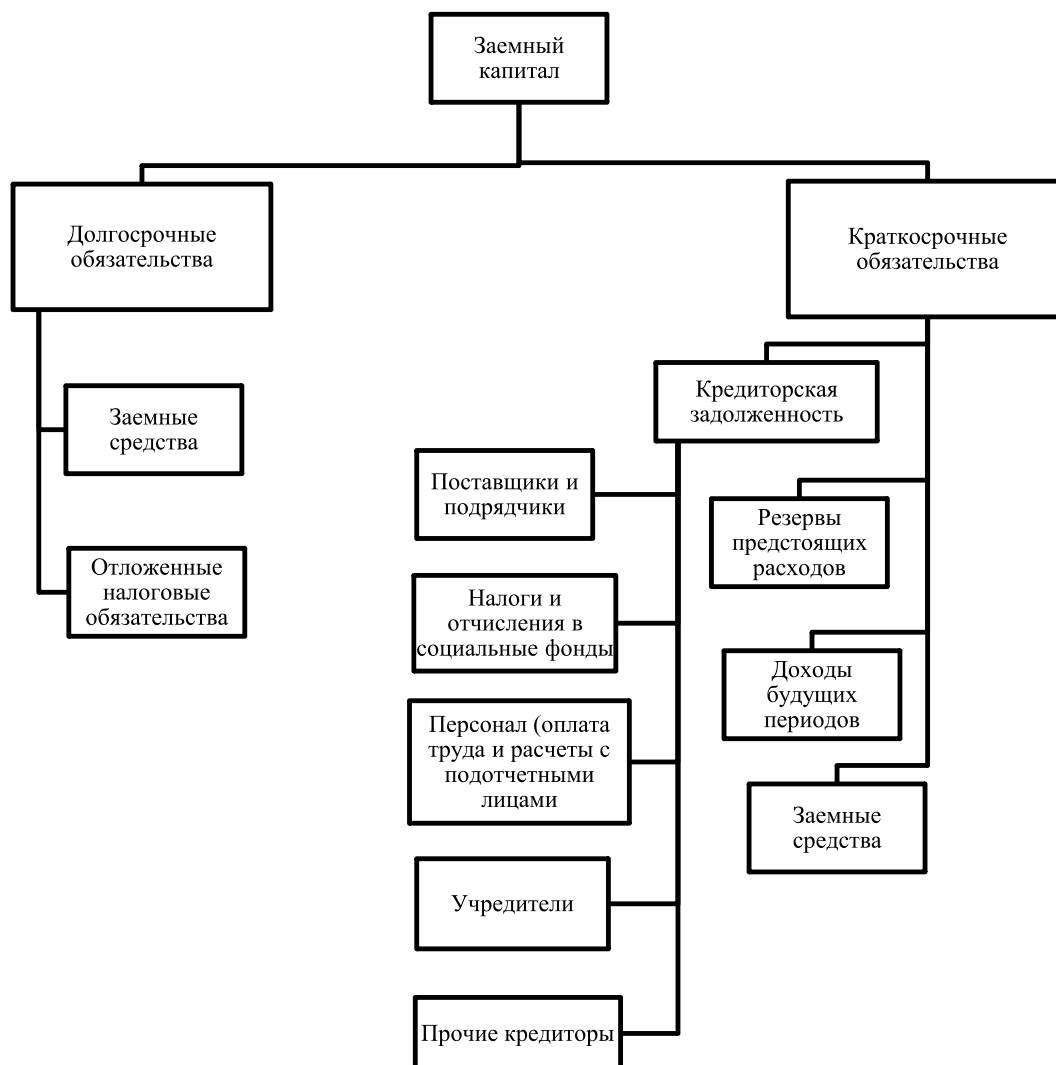 Заемный
капитал
Долгосрочные
обязательства
Краткосрочные
обязательства
Заемные
средства
Отложенные
налоговые
обязательства
Кредиторская
задолженность
Поставщики и
подрядчики
Налоги и
отчисления в
социальные фонды
Персонал (оплата
труда и расчеты с
подотчетными
лицами
Учредители
Прочие кредиторы
Резервы
предстоящих
расходов
Доходы
будущих
периодов
Заемные
средства